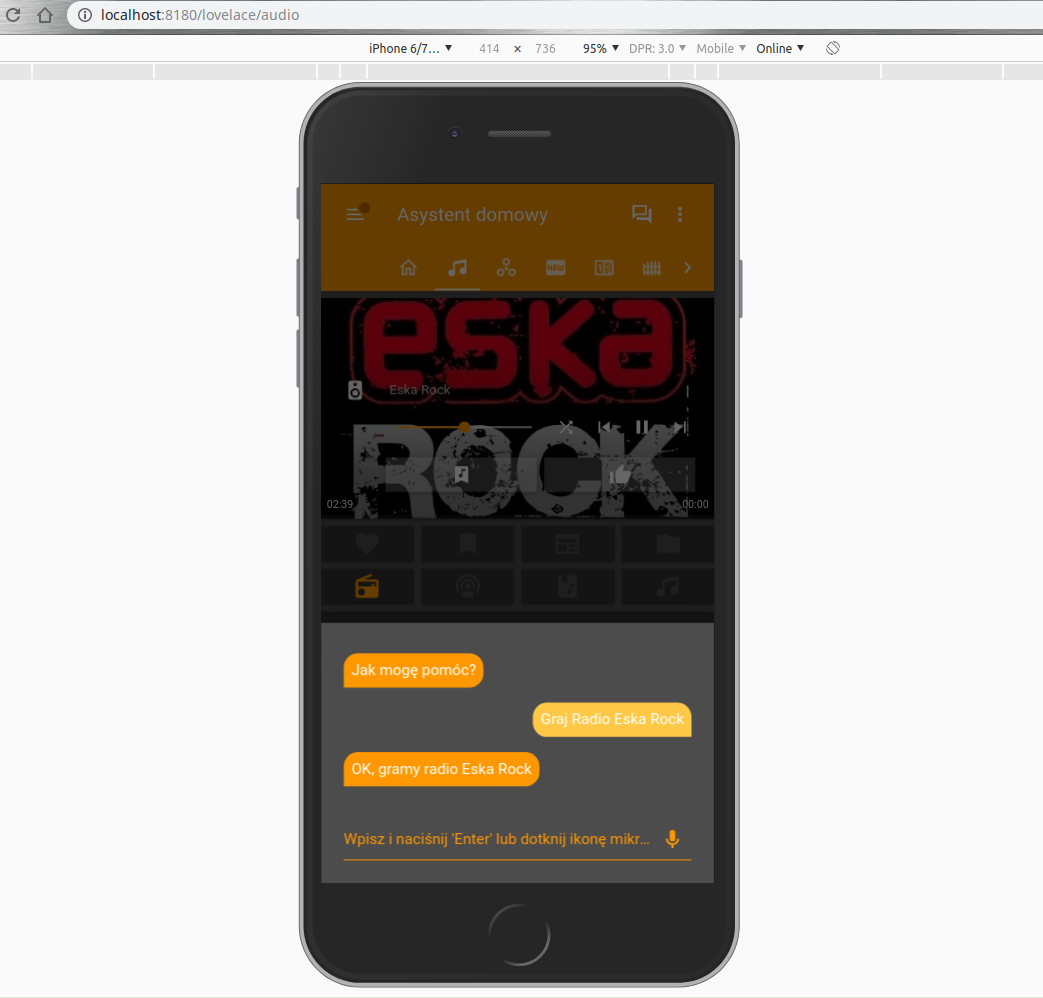 localhost:8180/lovelace/audio
iPhone 6/7… ▼ 414 × 736 95% ▼ DPR: 3.0 ▼ Mobile ▼ Online ▼
Asystent domowy
NEW
eska
Eska Rock
ROCK
02:39 00:00
Jak mogę pomóc?
Graj Radio Eska Rock
OK, gramy radio Eska Rock
Wpisz i naciśnij 'Enter' lub dotknij ikonę mikr…